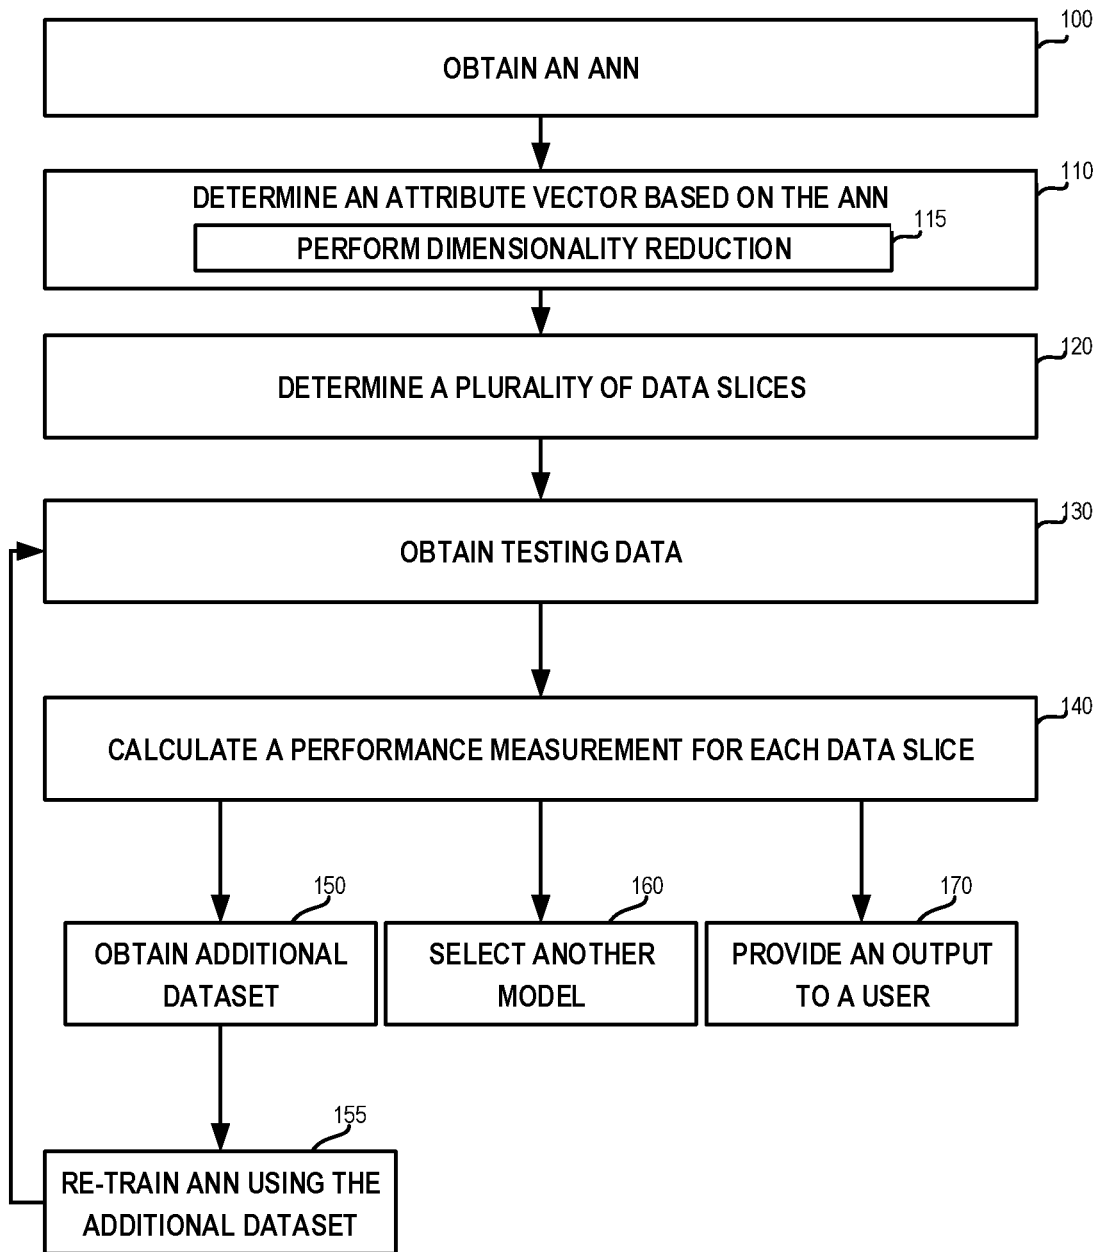 100
OBTAIN AN ANN
110
DETERMINE AN ATTRIBUTE VECTOR BASED ON THE ANN
115
PERFORM DIMENSIONALITY REDUCTION
120
DETERMINE A PLURALITY OF DATA SLICES
130
OBTAIN TESTING DATA
140
CALCULATE A PERFORMANCE MEASUREMENT FOR EACH DATA SLICE
150
OBTAIN ADDITIONAL
DATASET
160
SELECT ANOTHER
MODEL
170
PROVIDE AN OUTPUT
TO A USER
155
RE-TRAIN ANN USING THE
ADDITIONAL DATASET